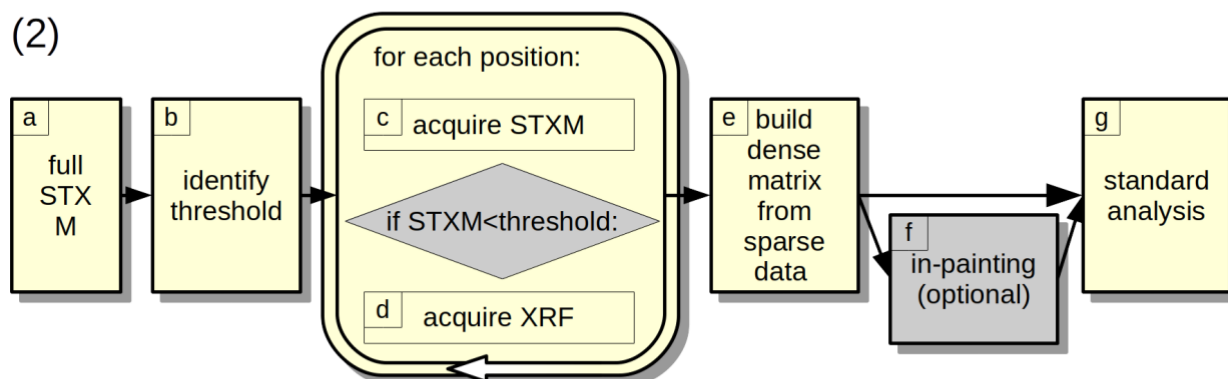 (2)
a
full
STX
M
b
identify
threshold
for each position:
c
acquire STXM
if STXM<threshold:
d
acquire XRF
e
build
dense
matrix
from
sparse
data
f
in-painting
(optional)
g
standard
analysis